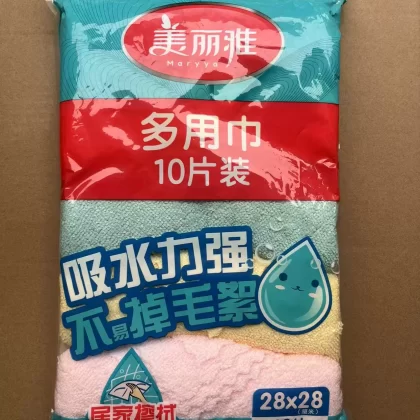 美丽雅
Maryya
多用巾
10片装
吸水力强
不易掉毛絮
居家擦拭
28x28
(厘米)